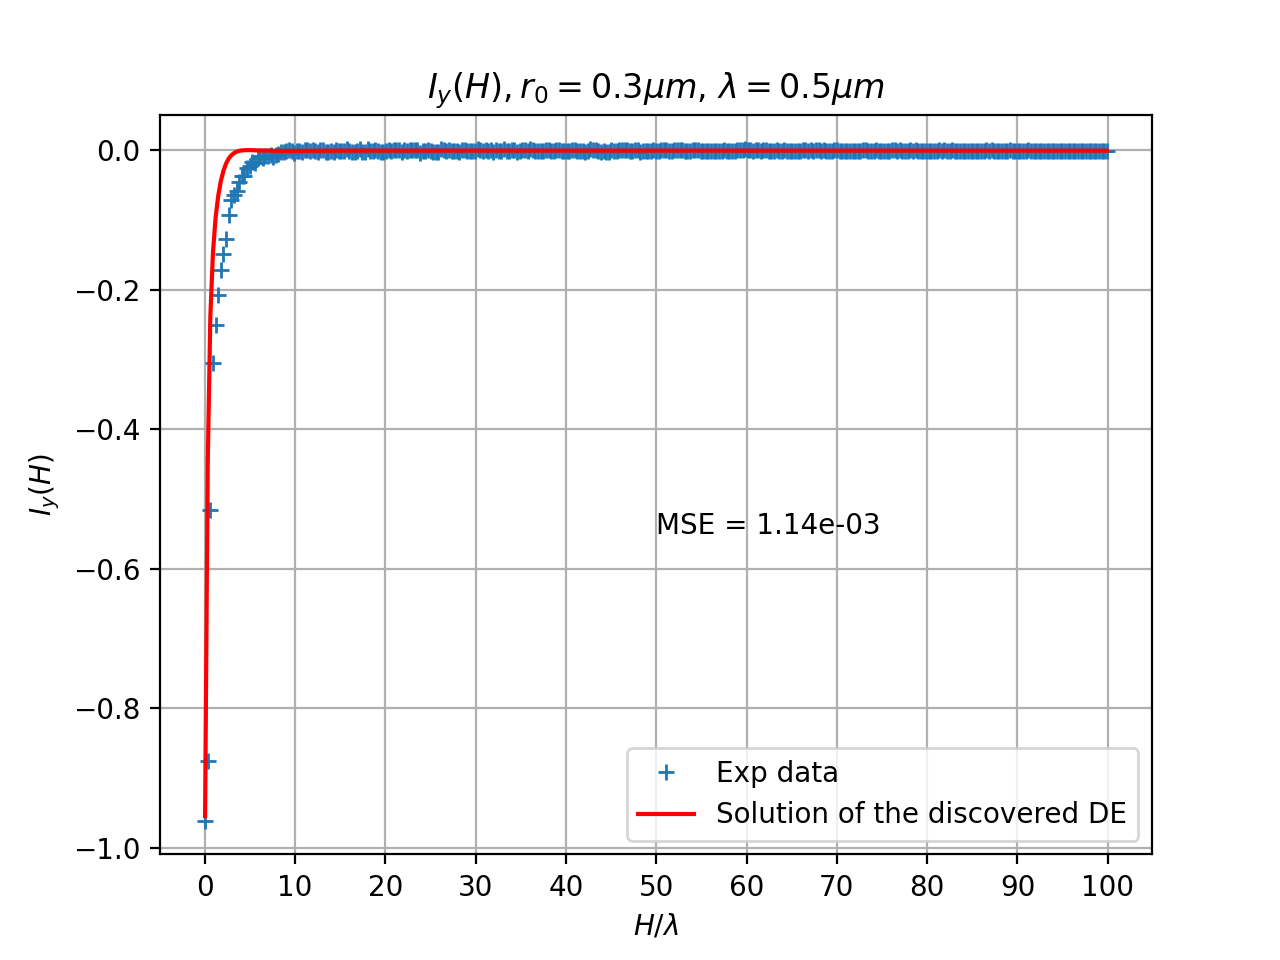 I_y(H), r_0 = 0.3μm, λ = 0.5μm
I_y(H)
0.0
−0.2
−0.4
−0.6
−0.8
−1.0
MSE = 1.14e-03
Exp data
Solution of the discovered DE
0 10 20 30 40 50 60 70 80 90 100
H/λ